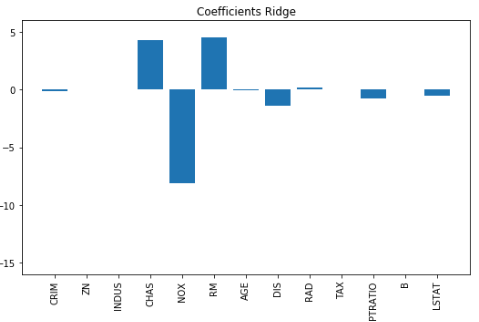 Coefficients Ridge
5
0
−5
−10
−15
CRIM
ZN
INDUS
CHAS
NOX
RM
AGE
DIS
RAD
TAX
PTRATIO
B
LSTAT